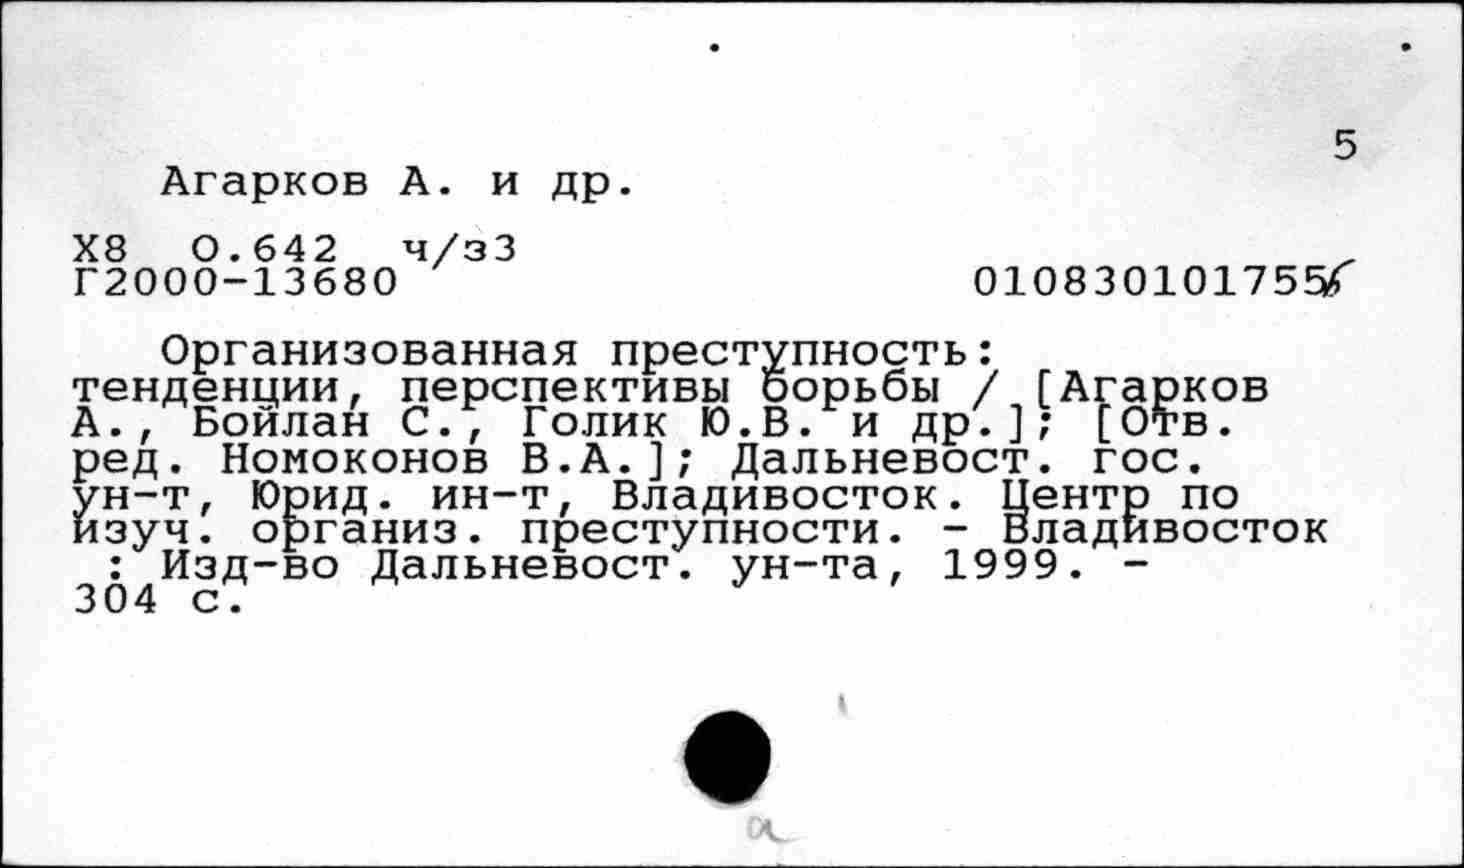 5
Агарков А. и др.
Х8 О.642 ч/з3
Г2000-13680 010830101755
Организованная преступность:
тенденции, перспективы борьбы / [Агарков
А., Бойлан С., Голик Ю.В. и др.]; [Отв.
ред. Номоконов В.А.]; Дальневост. гос.
ун-т, Юрид. ин-т, Владивосток. Центр по
изуч. организ. преступности. - Владивосток
: Изд-во Дальневост. ун-та, 1999. -
304 с.